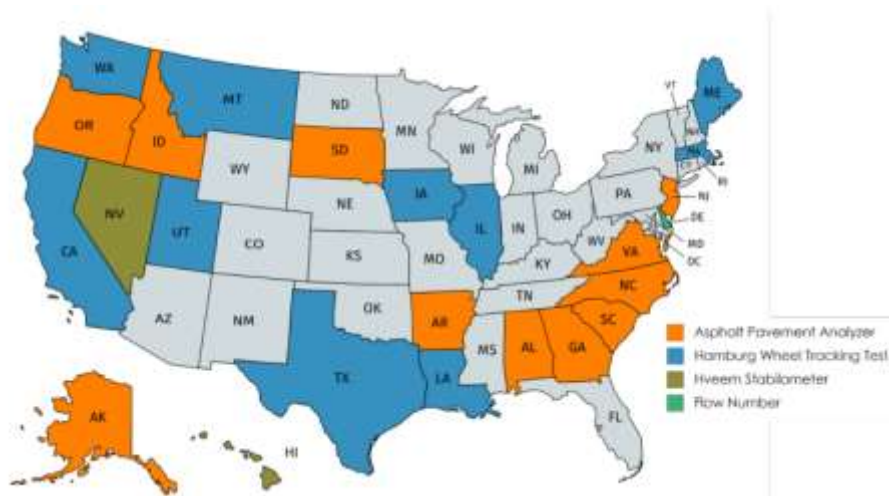 WA
MT
ND
MN
VT
ME
OR
ID
SD
WI
MI
NY
NH
MA
CT
RI
WY
IA
PA
NJ
NV
NE
IL
IN
OH
DE
UT
CO
WV
MD
CA
KS
MO
KY
VA
DC
AZ
NM
OK
AR
TN
NC
SC
MS
AL
GA
TX
LA
FL
AK
HI
Asphalt Pavement Analyzer
Hamburg Wheel Tracking Test
Hveem Stabilometer
Flow Number